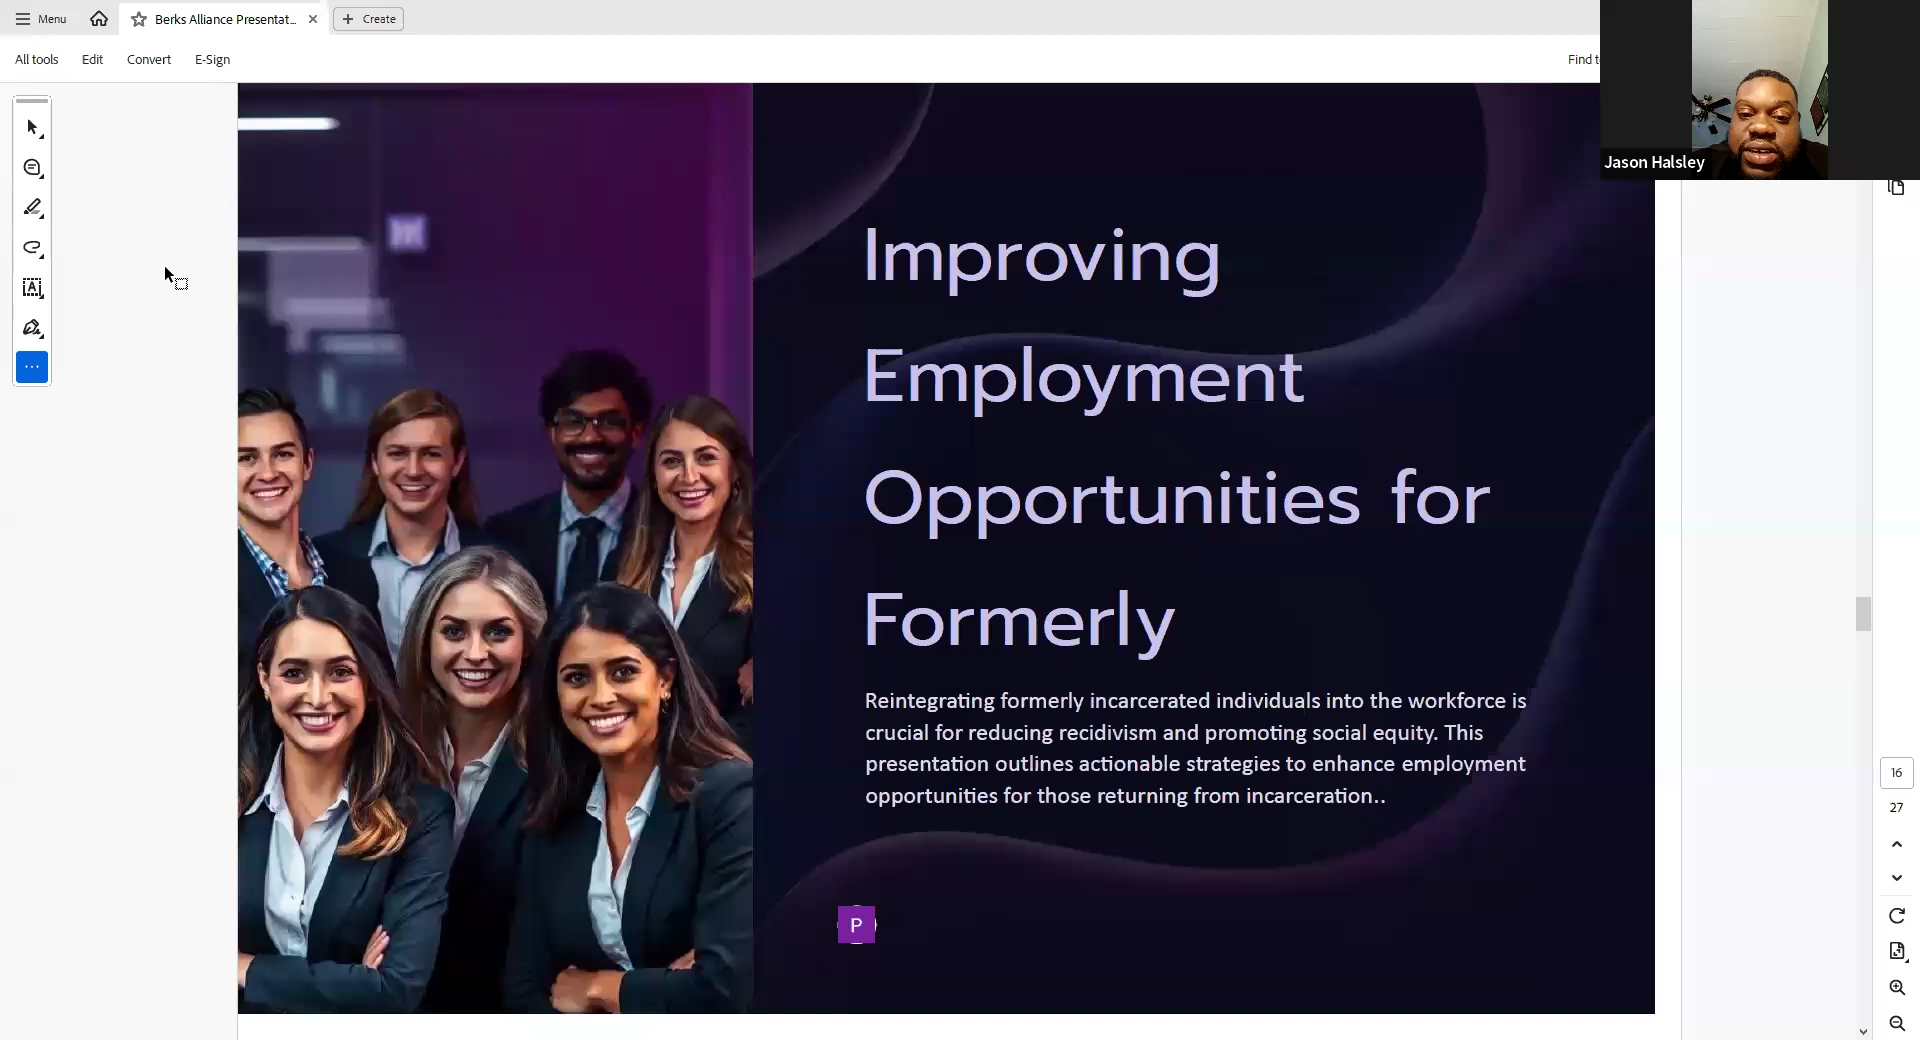 Menu
Berks Alliance Presentat...
Create
All tools
Edit
Convert
E-Sign
Find t
Jason Halsley
Improving
Employment
Opportunities for
Formerly
Reintegrating formerly incarcerated individuals into the workforce is
crucial for reducing recidivism and promoting social equity. This
presentation outlines actionable strategies to enhance employment
opportunities for those returning from incarceration..
P
16
27